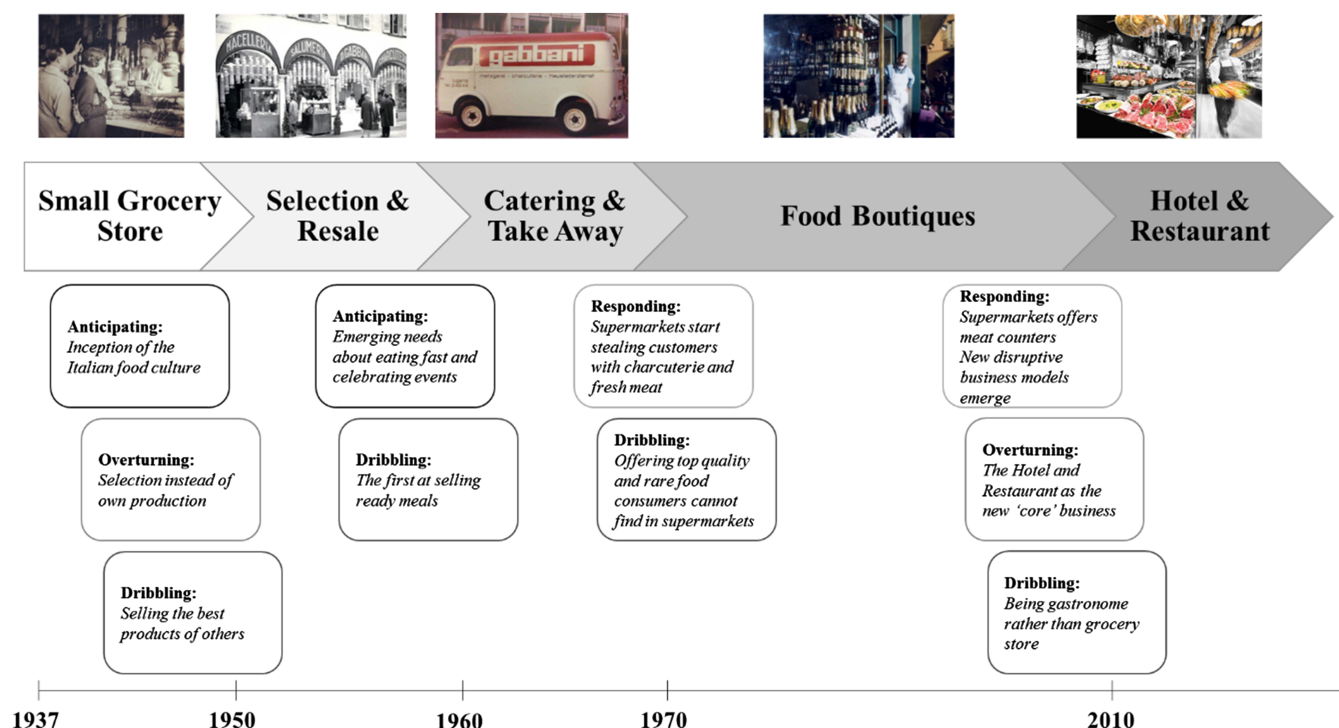 MACELLERIA
SALUMERIA
GABBANI
gabbani
Small Grocery
Store
Selection &
Resale
Catering &
Take Away
Food Boutiques
Hotel &
Restaurant
Anticipating:
Inception of the
Italian food culture
Anticipating:
Emerging needs
about eating fast and
celebrating events
Responding:
Supermarkets start
stealing customers
with charcuterie and
fresh meat
Responding:
Supermarkets offers
meat counters
New disruptive
business models
emerge
Overturning:
Selection instead of
own production
Dribbling:
The first at selling
ready meals
Dribbling:
Offering top quality
and rare food
consumers cannot
find in supermarkets
Overturning:
The Hotel and
Restaurant as the
new ‘core’ business
Dribbling:
Selling the best
products of others
Dribbling:
Being gastronome
rather than grocery
store
1937
1950
1960
1970
2010